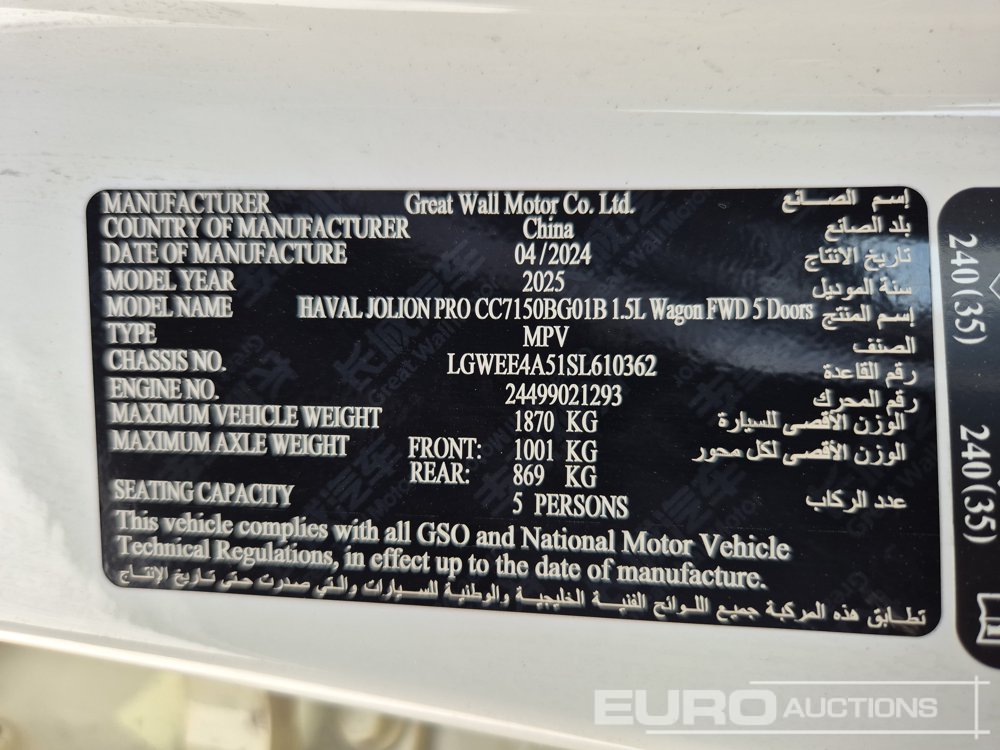 MANUFACTURER Great Wall Motor Co. Ltd. إسم الصانع
COUNTRY OF MANUFACTURER China بلد الصانع
DATE OF MANUFACTURE 04/2024 تاريخ الانتاج
MODEL YEAR 2025 سنة الموديل
MODEL NAME HAVAL JOLION PRO CC7150BG01B 1.5L Wagon FWD 5 Doors إسم المنتج
TYPE MPV الصنف
CHASSIS NO. LGWEE4A51SL610362 رقم القاعدة
ENGINE NO. 24499021293 رقم المحرك
MAXIMUM VEHICLE WEIGHT 1870 KG الوزن الأقصى للسيارة
MAXIMUM AXLE WEIGHT FRONT: 1001 KG الوزن الأقصى لكل محور
REAR: 869 KG
SEATING CAPACITY 5 PERSONS عدد الركاب
This vehicle complies with all GSO and National Motor Vehicle
Technical Regulations, in effect up to the date of manufacture.
تطابق هذه المركبة جميع اللوائح الفنية الخليجية والوطنية للسيارات والتي صدرت حتى تاريخ الإنتاج
240(35)
240(35)
EURO AUCTIONS